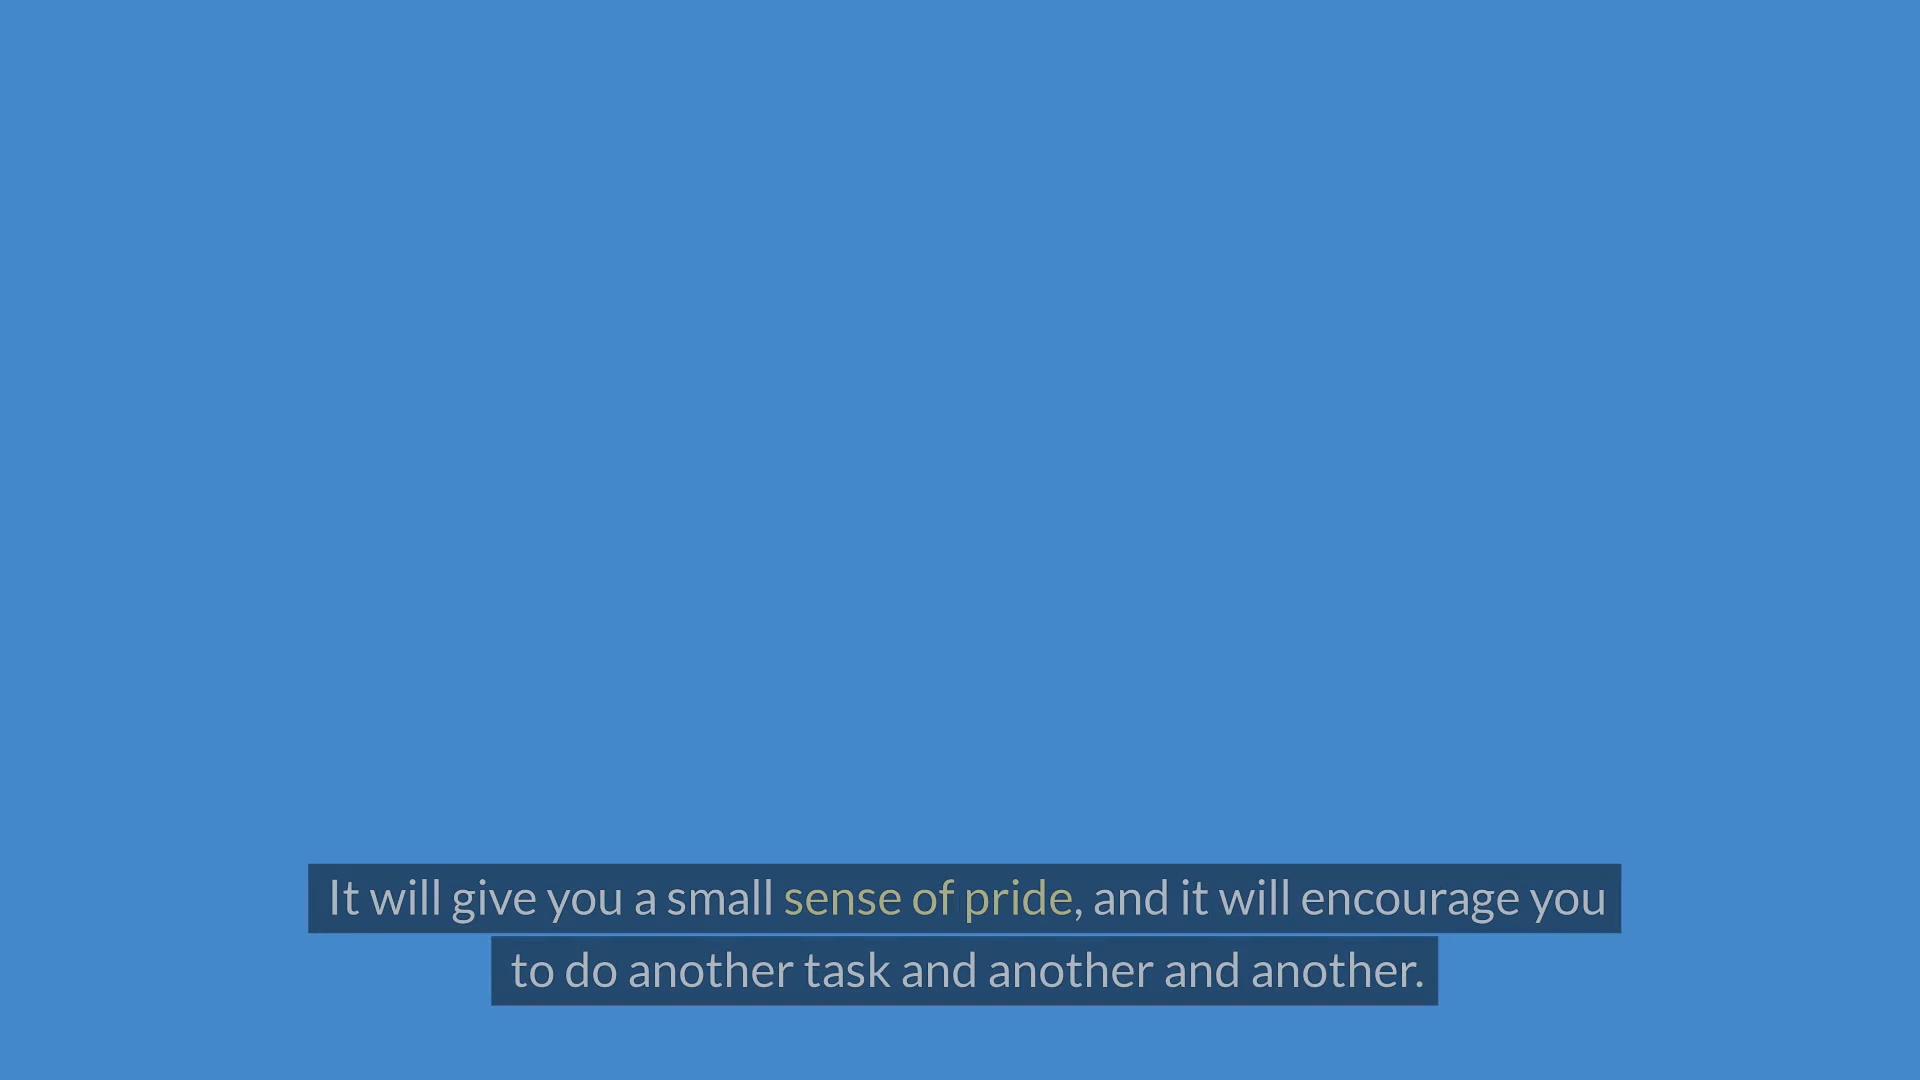 It will give you a small sense of pride, and it will encourage you
to do another task and another and another.